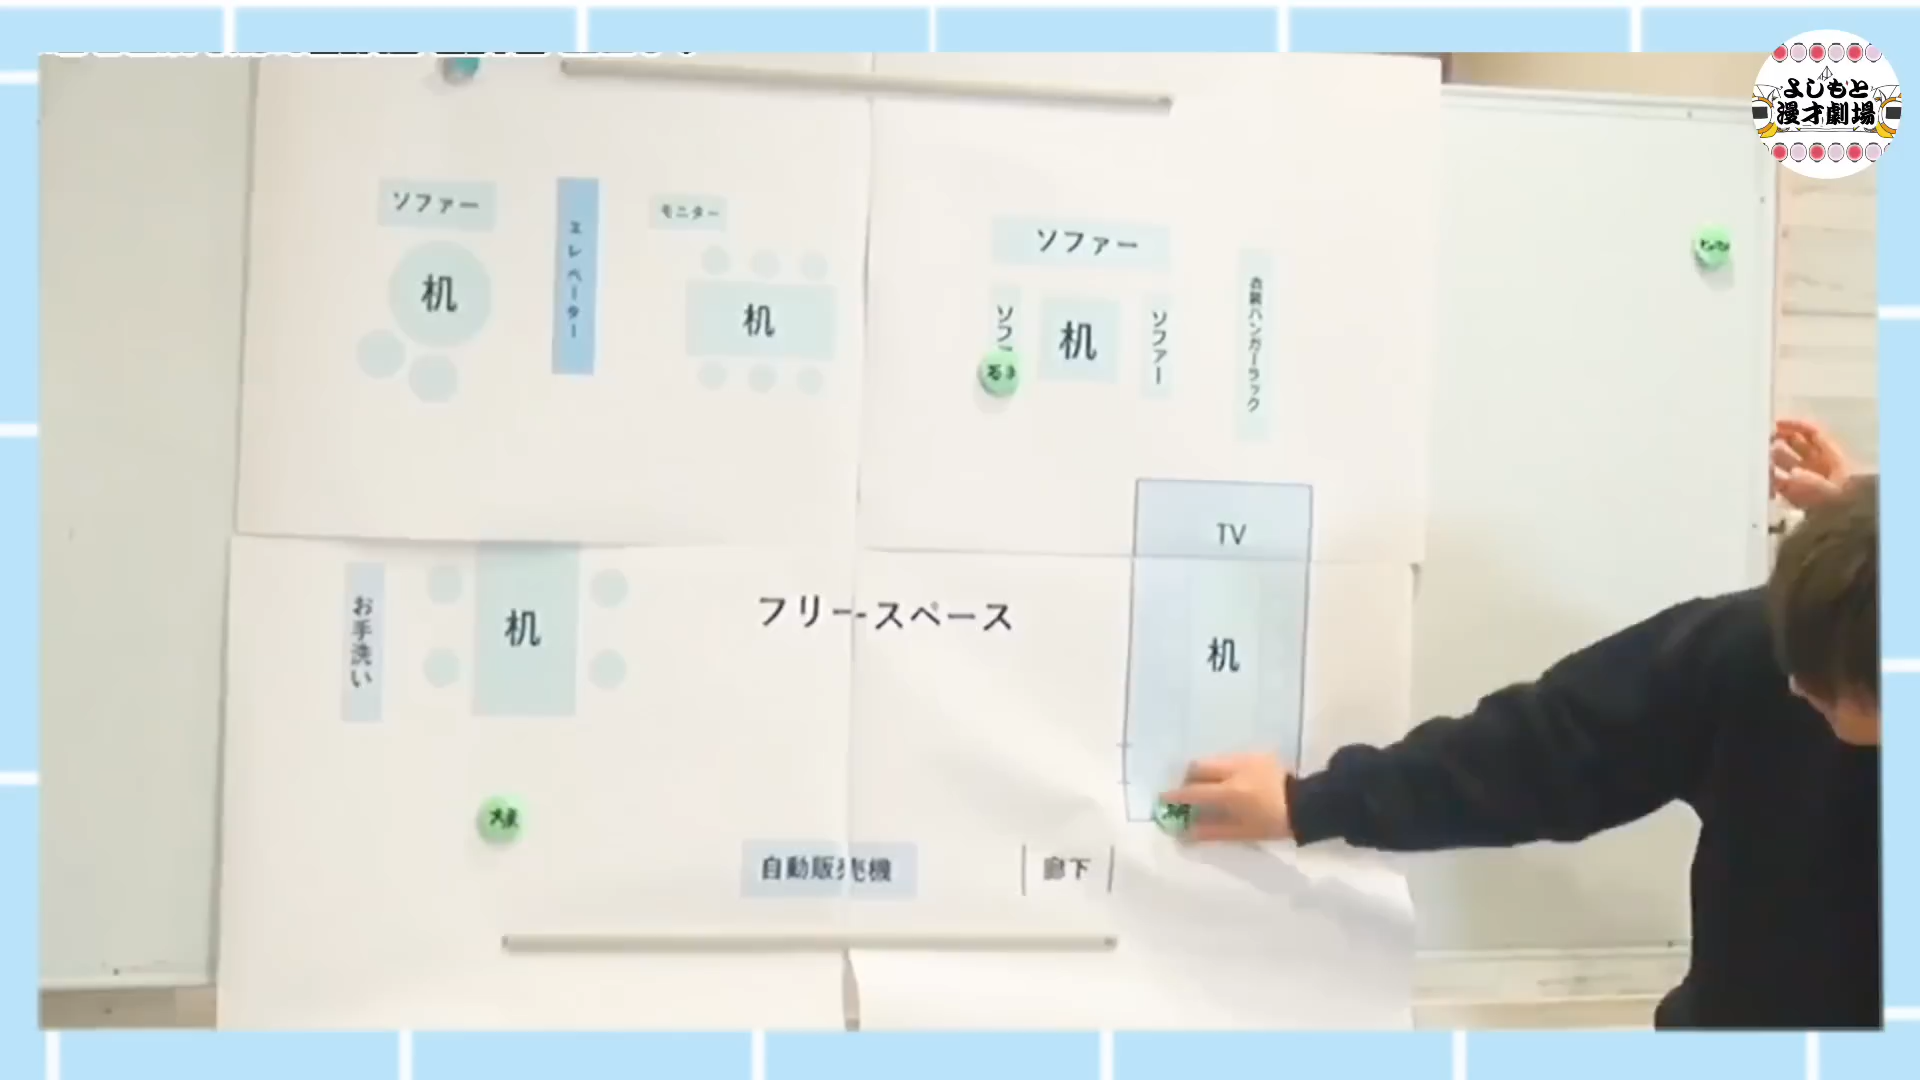 よしもと
漫才劇場
ソファー
エレベーター
モニター
机
机
ソファー
ソファー
机
ソファー
衣装ハンガーラック
TV
お手洗い
机
フリースペース
机
自動販売機
廊下